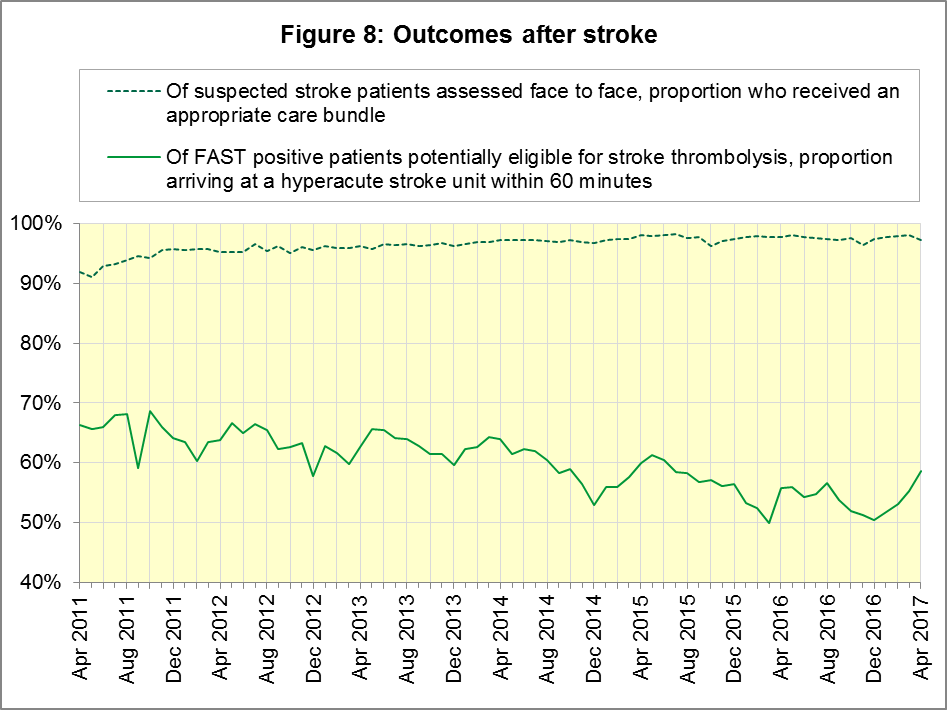 Figure 8: Outcomes after stroke
Of suspected stroke patients assessed face to face, proportion who received an
appropriate care bundle
Of FAST positive patients potentially eligible for stroke thrombolysis, proportion
arriving at a hyperacute stroke unit within 60 minutes
100%
90%
80%
70%
60%
50%
40%
Apr 2011
Aug 2011
Dec 2011
Apr 2012
Aug 2012
Dec 2012
Apr 2013
Aug 2013
Dec 2013
Apr 2014
Aug 2014
Dec 2014
Apr 2015
Aug 2015
Dec 2015
Apr 2016
Aug 2016
Dec 2016
Apr 2017